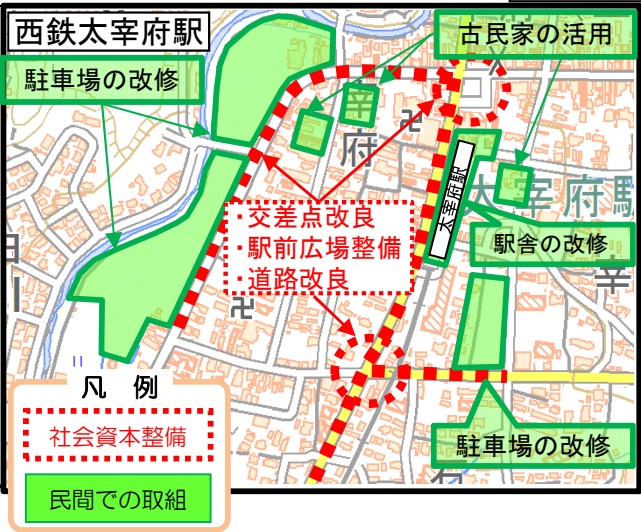 西鉄太宰府駅
古民家の活用
駐車場の改修
宰
府
卍
太宰府駅
太宰府駅
・交差点改良
・駅前広場整備
・道路改良
駅舎の改修
幸
卍
川
凡 例
社会資本整備
民間での取組
駐車場の改修